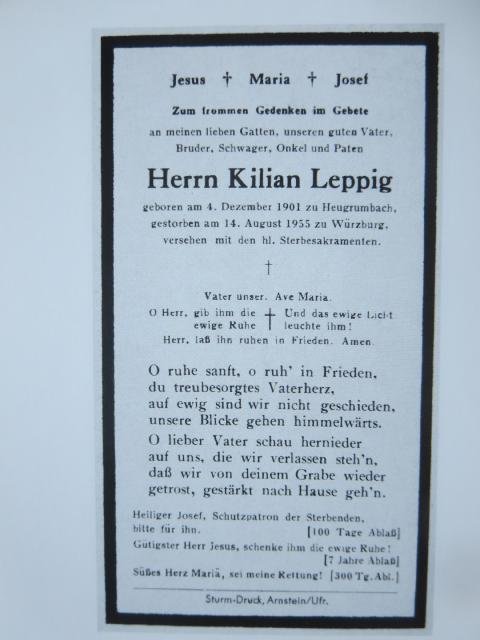 Jesus † Maria † Josef
Zum frommen Gedenken im Gebete
an meinen lieben Gatten, unseren guten Vater,
Bruder, Schwager, Onkel und Paten
Herrn Kilian Leppig
geboren am 4. Dezember 1901 zu Heugrumbach,
gestorben am 14. August 1955 zu Würzburg,
versehen mit den hl. Sterbesakramenten.
†
Vater unser. Ave Maria.
O Herr, gib ihm die † Und das ewige Licht
ewige Ruhe leuchte ihm!
Herr, laß ihn ruhen in Frieden. Amen.
O ruhe sanft, o ruh' in Frieden,
du treubesorgtes Vaterherz,
auf ewig sind wir nicht geschieden,
unsere Blicke gehen himmelwärts.
O lieber Vater schau hernieder
auf uns, die wir verlassen steh'n,
daß wir von deinem Grabe wieder
getrost, gestärkt nach Hause geh'n.
Heiliger Josef, Schutzpatron der Sterbenden,
bitte für ihn. [100 Tage Ablaß]
Gütigster Herr Jesus, schenke ihm die ewige Ruhe!
[7 Jahre Ablaß]
Süßes Herz Mariä, sei meine Rettung! [300 Tg. Abl.]
Sturm-Druck, Arnstein/Ufr.